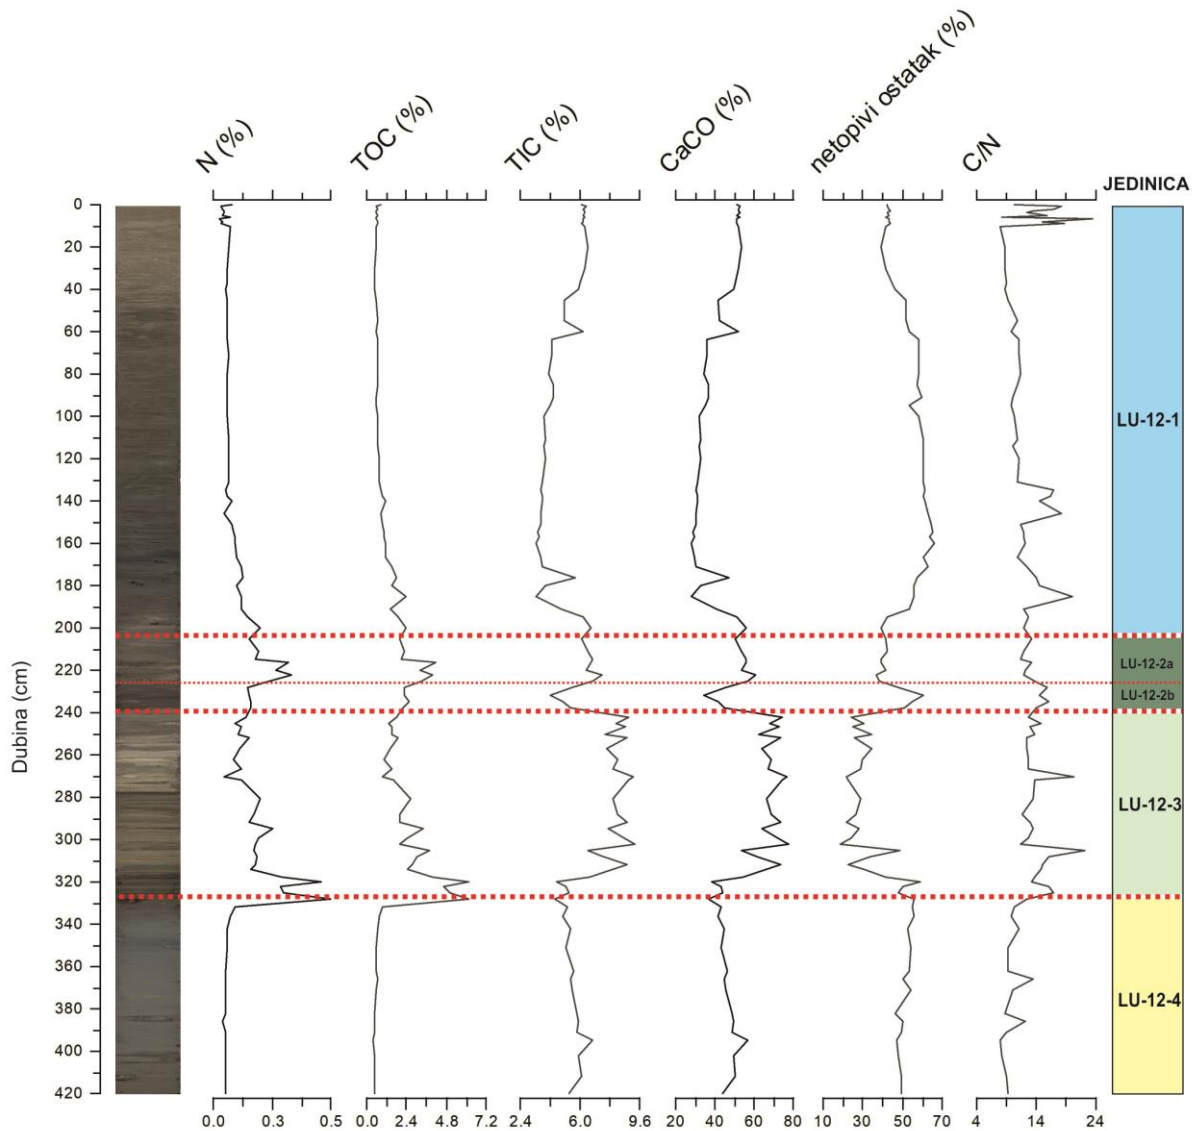 N (%)
TOC (%)
TIC (%)
CaCO (%)
netopivi ostatak (%)
C/N
JEDINICA
Dubina (cm)
0
20
40
60
80
100
120
140
160
180
200
220
240
260
280
300
320
340
360
380
400
420
LU-12-1
LU-12-2a
LU-12-2b
LU-12-3
LU-12-4
0.0 0.3 0.5 0.0 2.4 4.8 7.2 2.4 6.0 9.6 20 40 60 80 10 30 50 70 4 14 24